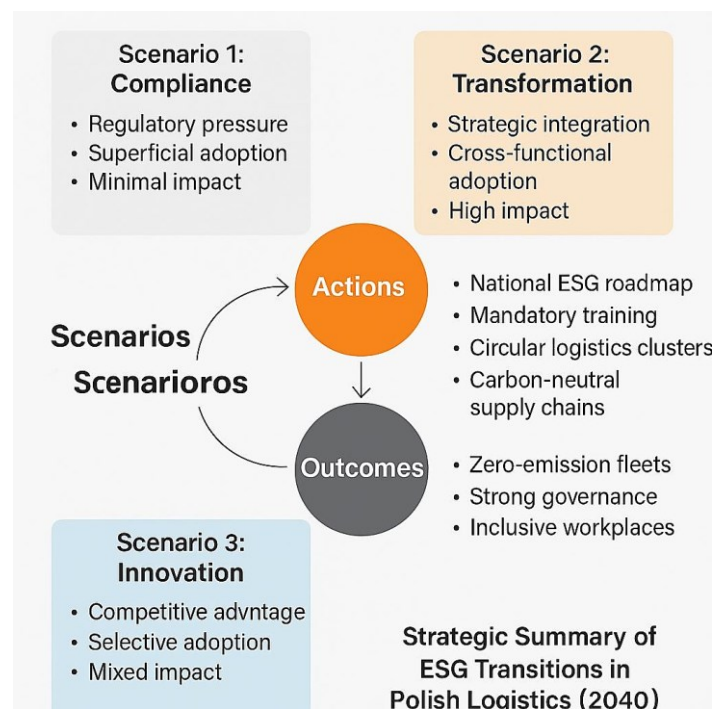 Scenario 1:
Compliance
• Regulatory pressure
• Superficial adoption
• Minimal impact
Scenario 2:
Transformation
• Strategic integration
• Cross-functional
adoption
• High impact
Actions
• National ESG roadmap
• Mandatory training
• Circular logistics clusters
• Carbon-neutral
supply chains
Scenarios
Scenarioros
Outcomes
• Zero-emission fleets
• Strong governance
• Inclusive workplaces
Scenario 3:
Innovation
• Competitive advntage
• Selective adoption
• Mixed impact
Strategic Summary of
ESG Transitions in
Polish Logistics (2040)